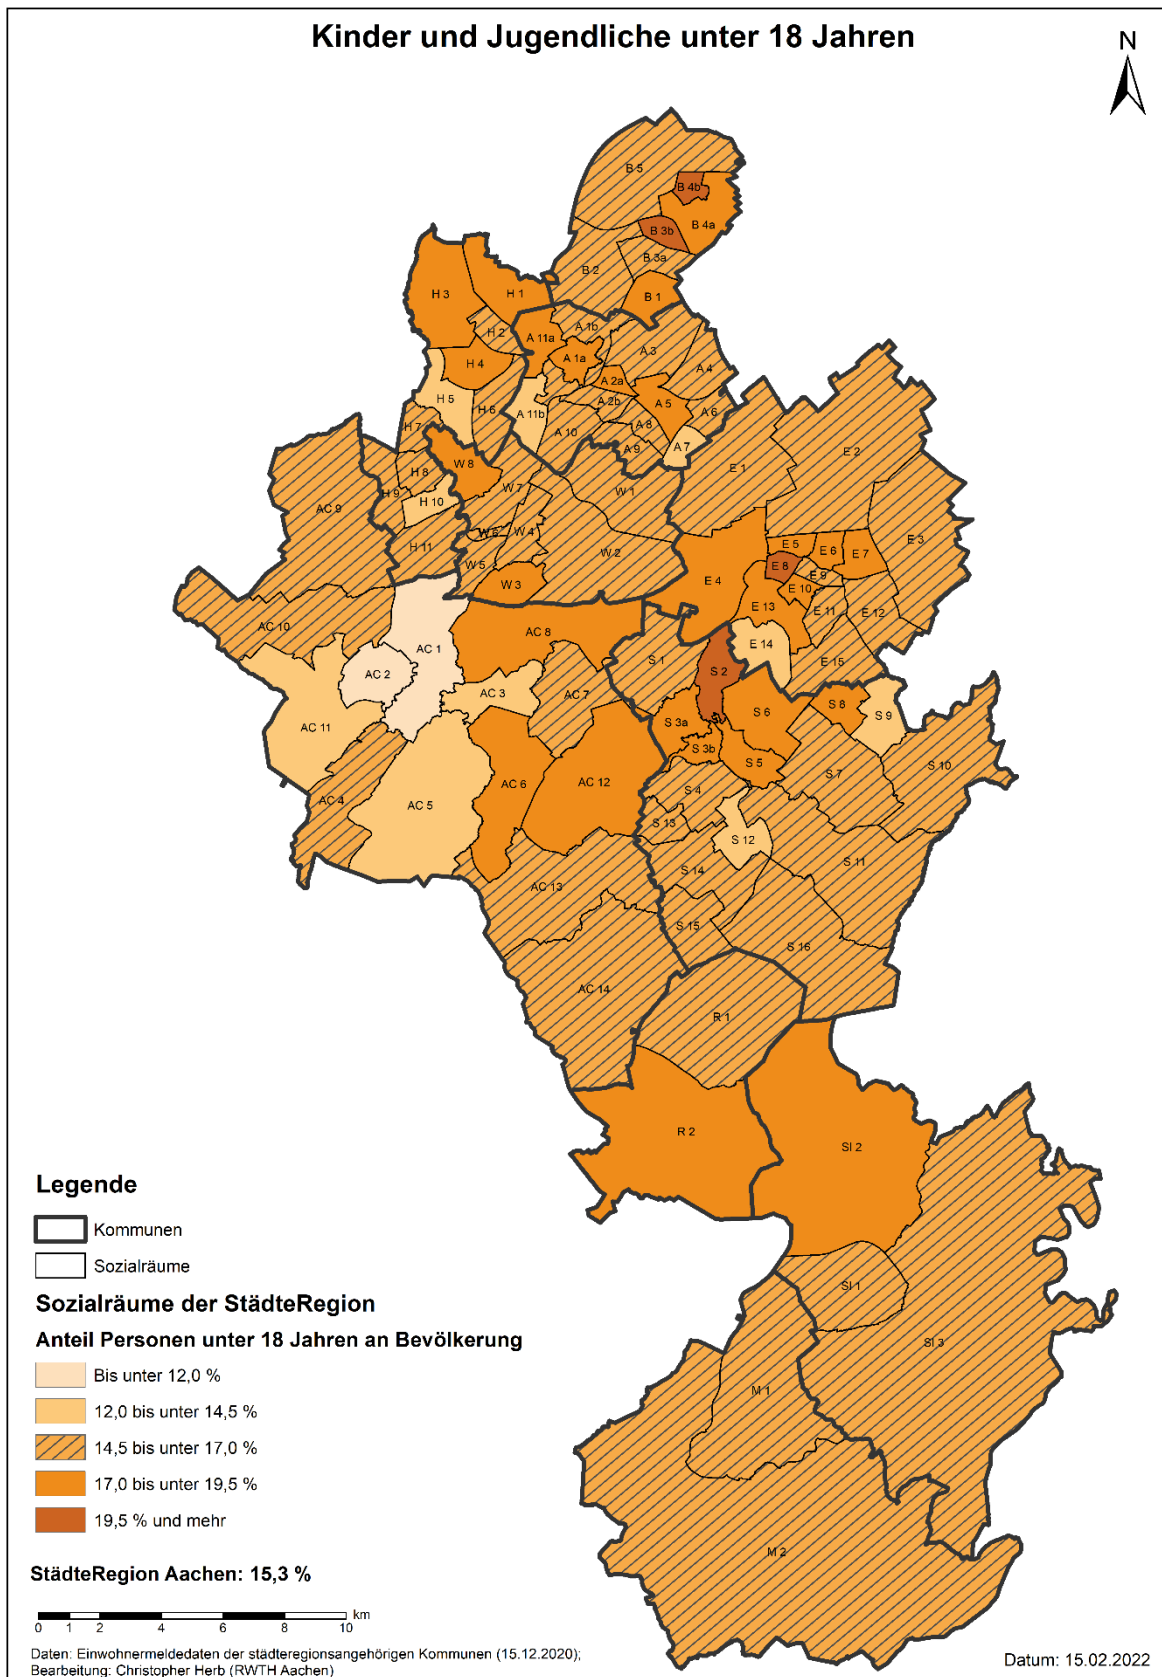 Kinder und Jugendliche unter 18 Jahren
N
B 5
B 4b
B 4a
B 3b
B 3a
B 2
B 1
H 3
H 1
H 2
H 4
H 5
H 6
H 7
H 8
H 9
H 10
H 11
A 11a
A 1b
A 1a
A 3
A 4
A 2a
A 2b
A 5
A 6
A 11b
A 10
A 8
A 9
A 7
W 8
W 7
W 1
W 6
W 4
W 5
W 2
W 3
E 1
E 2
E 3
E 4
E 5
E 6
E 7
E 8
E 9
E 10
E 11
E 12
E 13
E 14
E 15
AC 9
AC 10
AC 1
AC 2
AC 8
AC 3
AC 7
AC 11
AC 4
AC 5
AC 6
AC 12
AC 13
AC 14
S 1
S 2
S 3a
S 3b
S 6
S 5
S 8
S 9
S 7
S 10
S 4
S 13
S 12
S 11
S 14
S 15
S 16
R 1
R 2
SI 2
SI 1
SI 3
M 1
M 2
Legende
Kommunen
Sozialräume
Sozialräume der StädteRegion
Anteil Personen unter 18 Jahren an Bevölkerung
Bis unter 12,0 %
12,0 bis unter 14,5 %
14,5 bis unter 17,0 %
17,0 bis unter 19,5 %
19,5 % und mehr
StädteRegion Aachen: 15,3 %
km
0 1 2 4 6 8 10
Daten: Einwohnermeldedaten der städteregionsangehörigen Kommunen (15.12.2020);
Bearbeitung: Christopher Herb (RWTH Aachen)
Datum: 15.02.2022